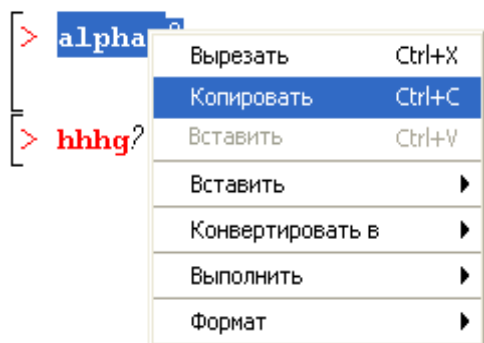 > alpha
Вырезать Ctrl+X
Копировать Ctrl+C
> hhhg?
Вставить Ctrl+V
Вставить
Конвертировать в
Выполнить
Формат